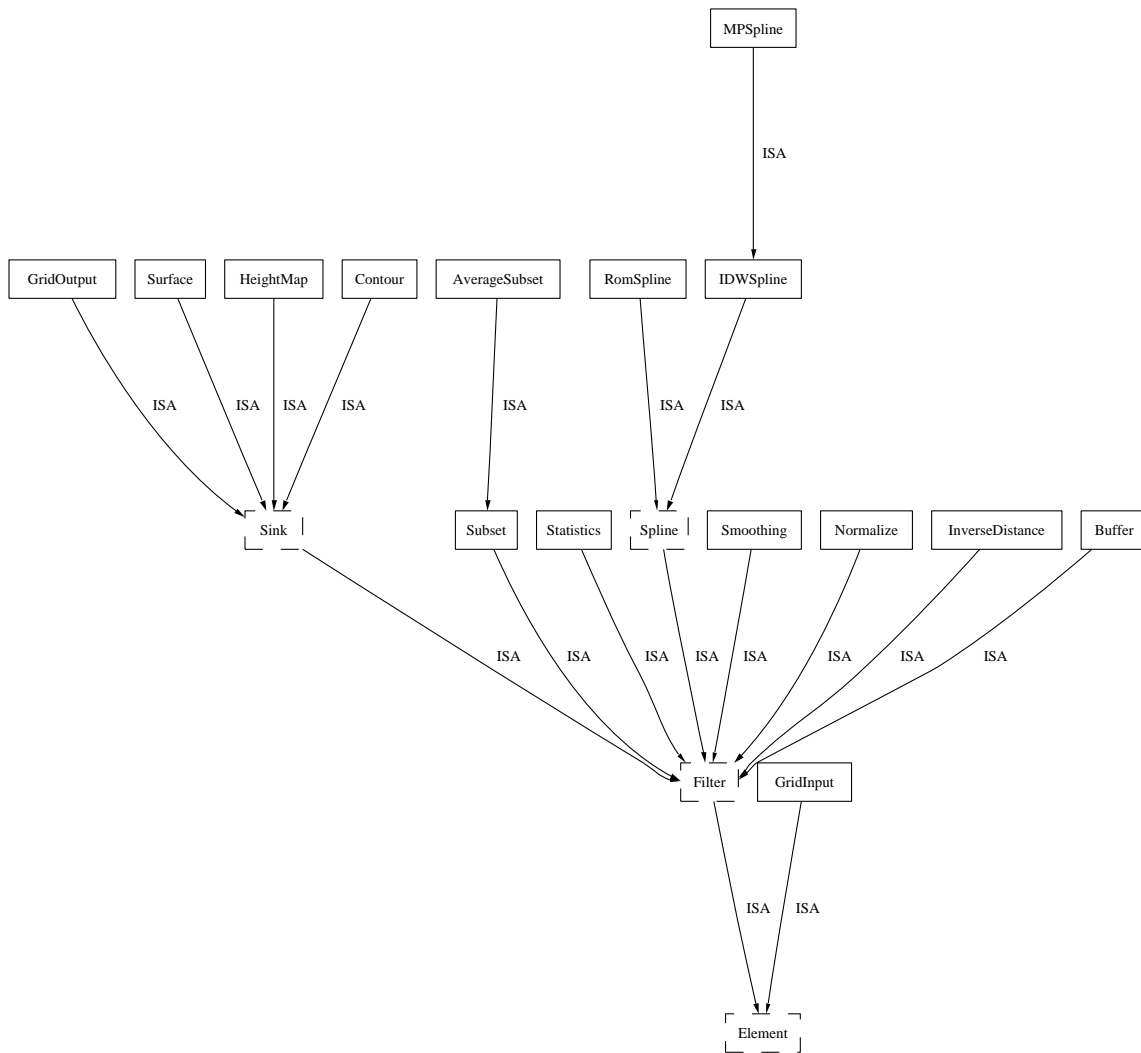 MPSpline
ISA
GridOutput
Surface
HeightMap
Contour
AverageSubset
RomSpline
IDWSpline
ISA
ISA
ISA
ISA
ISA
ISA
ISA
Sink
Subset
Statistics
Spline
Smoothing
Normalize
InverseDistance
Buffer
ISA
ISA
ISA
ISA
ISA
ISA
ISA
ISA
Filter
GridInput
ISA
ISA
Element